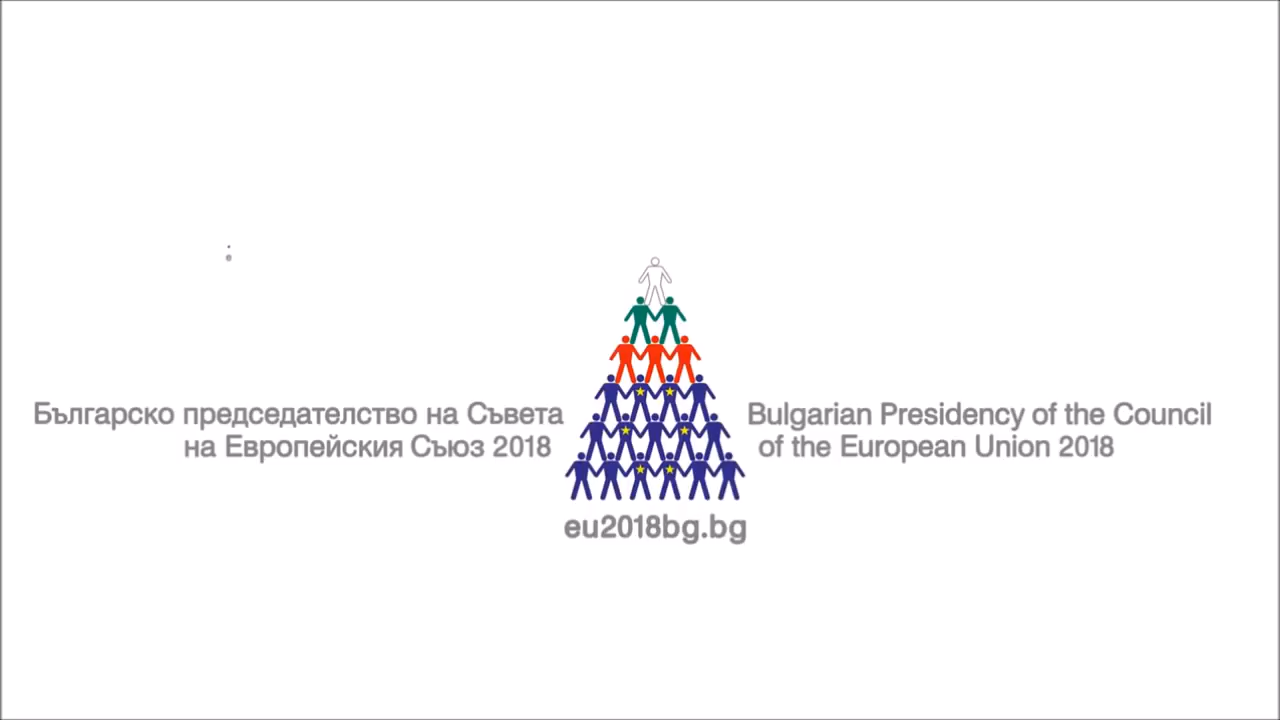 Българско председателство на Съвета
на Европейския Съюз 2018
Bulgarian Presidency of the Council
of the European Union 2018
eu2018bg.bg